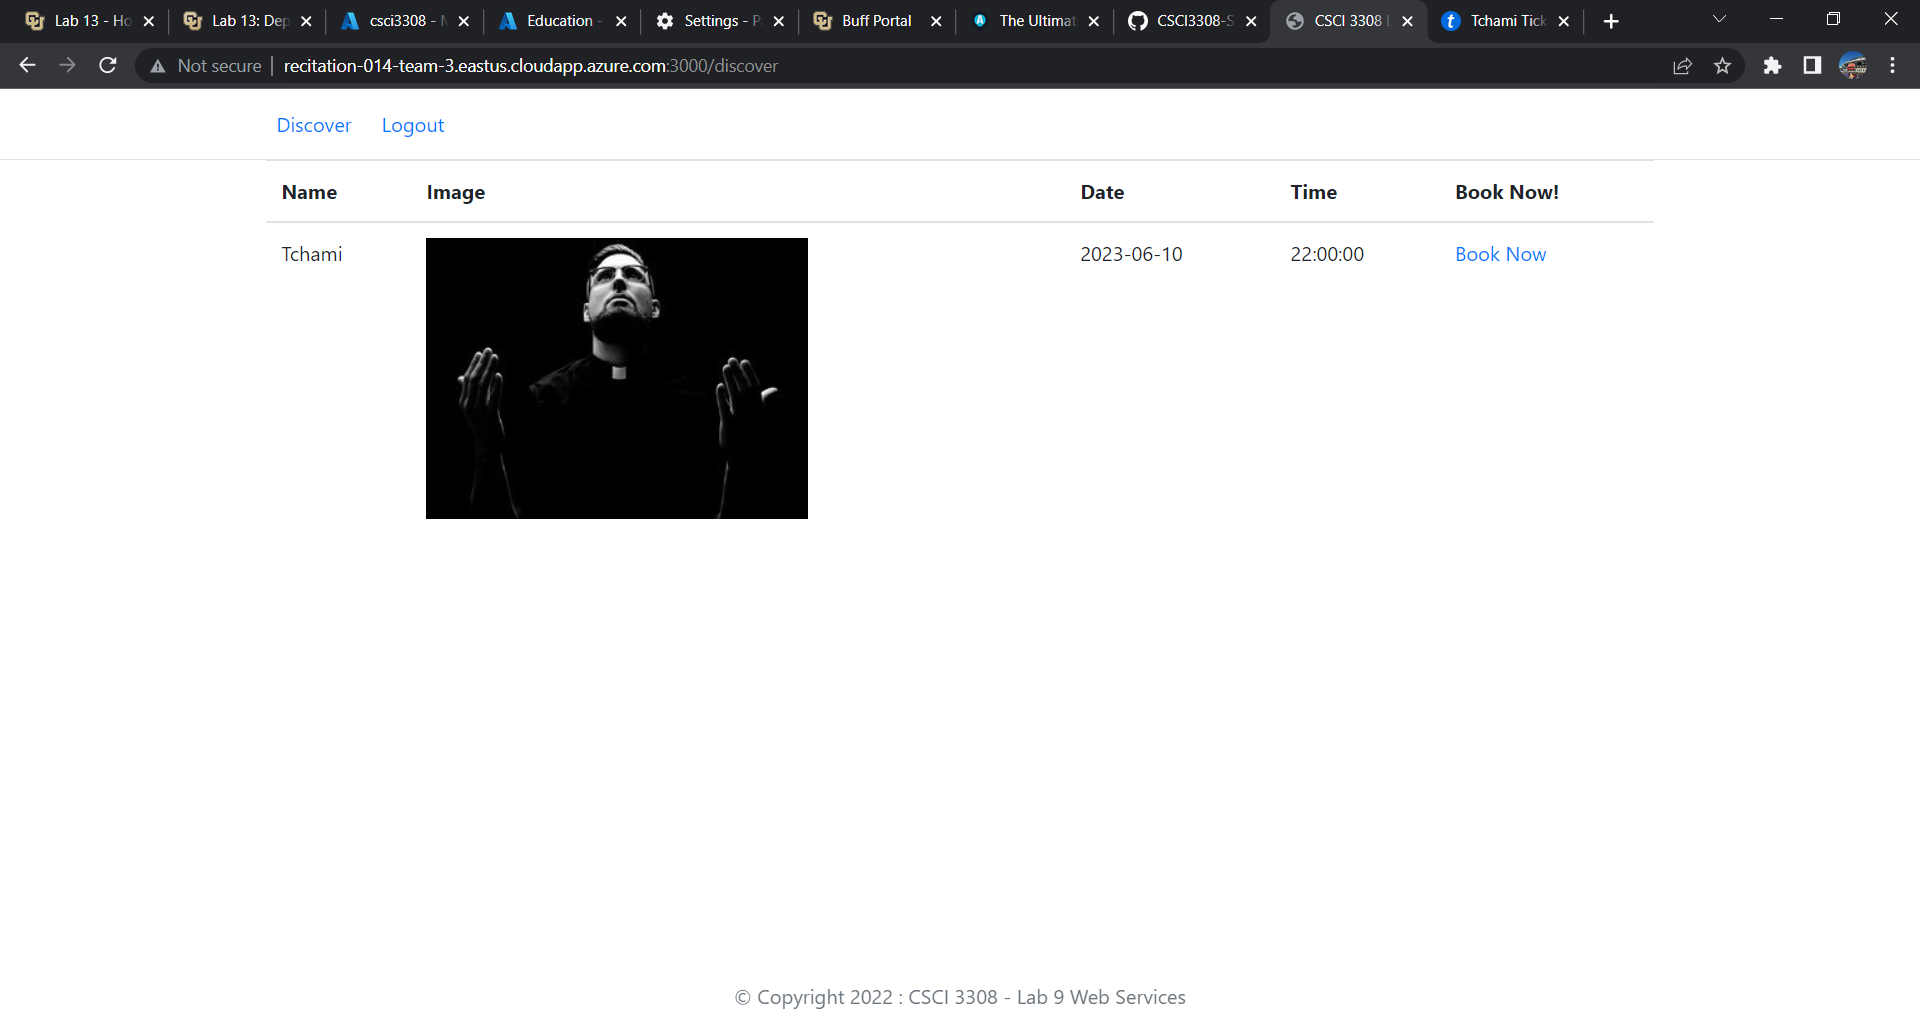 Lab 13 - Ho
Lab 13: Dep
csci3308 - M
Education -
Settings - P
Buff Portal
The Ultimat
CSCI3308-S
CSCI 3308 L
Tchami Tick
Not secure | recitation-014-team-3.eastus.cloudapp.azure.com:3000/discover
Discover Logout
Name Image Date Time Book Now!
Tchami 2023-06-10 22:00:00 Book Now
© Copyright 2022 : CSCI 3308 - Lab 9 Web Services